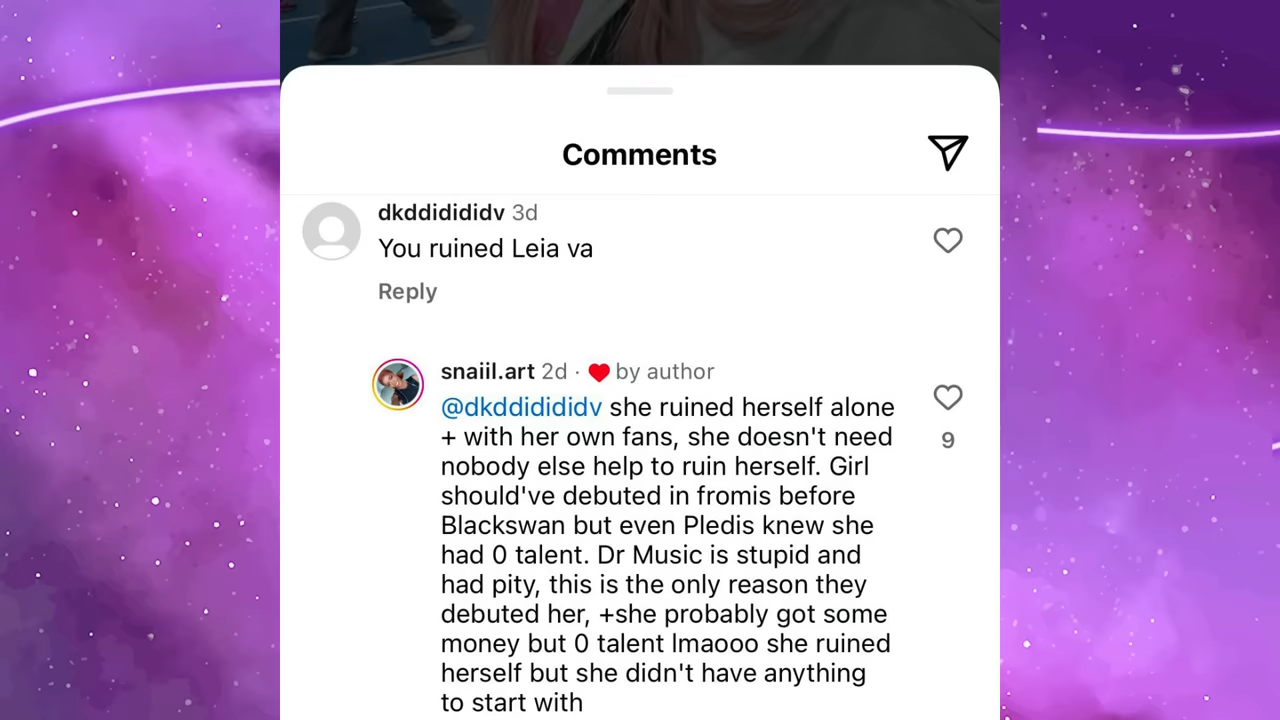 Comments
dkddidididv 3d
You ruined Leia va
Reply
snaiil.art 2d · ❤ by author
@dkddidididv she ruined herself alone
+ with her own fans, she doesn't need
nobody else help to ruin herself. Girl
should've debuted in fromis before
Blackswan but even Pledis knew she
had 0 talent. Dr Music is stupid and
had pity, this is the only reason they
debuted her, +she probably got some
money but 0 talent lmaooo she ruined
herself but she didn't have anything
to start with
9